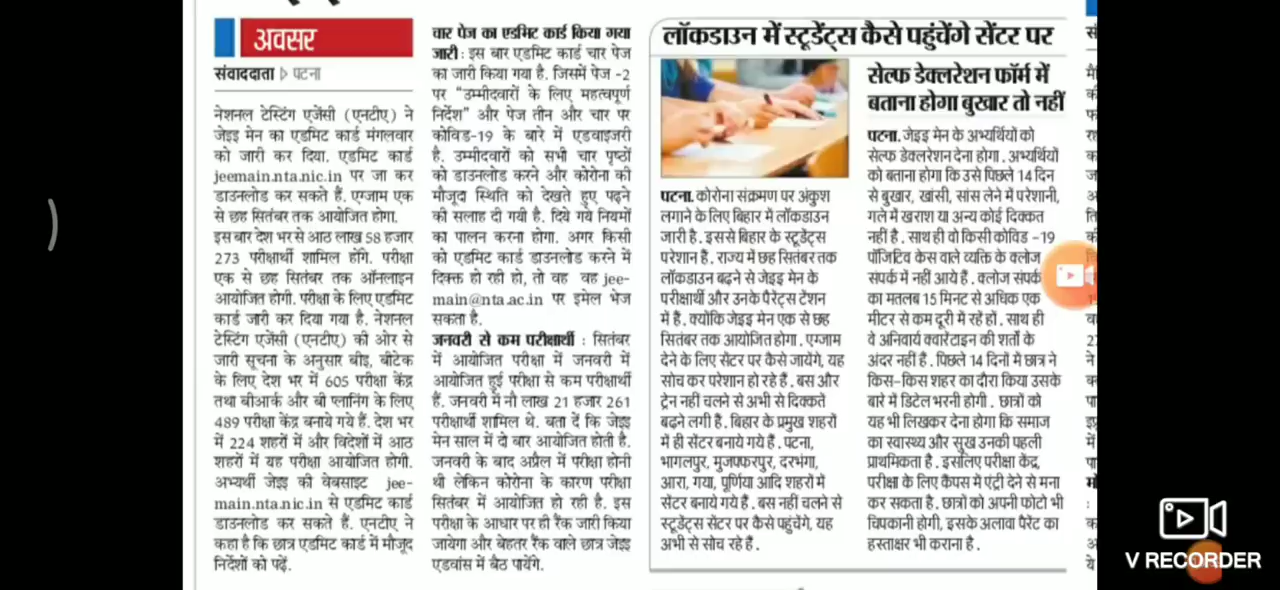 अवसर
संवाददाता ▷ पटना
नेशनल टेस्टिंग एजेंसी (एनटीए) ने
जेइइ मेन का एडमिट कार्ड मंगलवार
को जारी कर दिया. एडमिट कार्ड
jeemain.nta.nic.in पर जा कर
डाउनलोड कर सकते हैं. एग्जाम एक
से छह सितंबर तक आयोजित होगा.
इस बार देश भर से आठ लाख 58 हजार
273 परीक्षार्थी शामिल होंगे. परीक्षा
एक से छह सितंबर तक ऑनलाइन
आयोजित होगी. परीक्षा के लिए एडमिट
कार्ड जारी कर दिया गया है. नेशनल
टेस्टिंग एजेंसी (एनटीए) की ओर से
जारी सूचना के अनुसार बीइ, बीटेक
के लिए देश भर में 605 परीक्षा केंद्र
तथा बीआर्क और बी प्लानिंग के लिए
489 परीक्षा केंद्र बनाये गये हैं. देश भर
में 224 शहरों में और विदेशों में आठ
शहरों में यह परीक्षा आयोजित होगी.
अभ्यर्थी जेइइ की वेबसाइट jee-
main.nta.nic.in से एडमिट कार्ड
डाउनलोड कर सकते हैं. एनटीए ने
कहा है कि छात्र एडमिट कार्ड में मौजूद
निर्देशों को पढ़ें.
चार पेज का एडमिट कार्ड किया गया
जारी : इस बार एडमिट कार्ड चार पेज
का जारी किया गया है. जिसमें पेज -2
पर "उम्मीदवारों के लिए महत्वपूर्ण
निर्देश" और पेज तीन और चार पर
कोविड-19 के बारे में एडवाइजरी
है. उम्मीदवारों को सभी चार पृष्ठों
को डाउनलोड करने और कोरोना की
मौजूदा स्थिति को देखते हुए पढ़ने
की सलाह दी गयी है. दिये गये नियमों
का पालन करना होगा. अगर किसी
को एडमिट कार्ड डाउनलोड करने में
दिक्क हो रही हो, तो वह वह jee-
main@nta.ac.in पर इमेल भेज
सकता है.
जनवरी से कम परीक्षार्थी : सितंबर
में आयोजित परीक्षा में जनवरी में
आयोजित हुई परीक्षा से कम परीक्षार्थी
हैं. जनवरी में नौ लाख 21 हजार 261
परीक्षार्थी शामिल थे. बता दें कि जेइइ
मेन साल में दो बार आयोजित होती है.
जनवरी के बाद अप्रैल में परीक्षा होनी
थी लेकिन कोरोना के कारण परीक्षा
सितंबर में आयोजित हो रही है. इस
परीक्षा के आधार पर ही रैंक जारी किया
जायेगा और बेहतर रैंक वाले छात्र जेइइ
एडवांस में बैठ पायेंगे.
लॉकडाउन में स्टूडेंट्स कैसे पहुंचेंगे सेंटर पर
पटना. कोरोना संक्रमण पर अंकुश
लगाने के लिए बिहार में लॉकडाउन
जारी है. इससे बिहार के स्टूडेंट्स
परेशान हैं. राज्य में छह सितंबर तक
लॉकडाउन बढ़ने से जेइइ मेन के
परीक्षार्थी और उनके पैरेंट्स टेंशन
में हैं. क्योंकि जेइइ मेन एक से छह
सितंबर तक आयोजित होगा. एग्जाम
देने के लिए सेंटर पर कैसे जायेंगे, यह
सोच कर परेशान हो रहे हैं. बस और
ट्रेन नहीं चलने से अभी से दिक्कतें
बढ़ने लगी है. बिहार के प्रमुख शहरों
में ही सेंटर बनाये गये हैं. पटना,
भागलपुर, मुजफ्फरपुर, दरभंगा,
आरा, गया, पूर्णिया आदि शहरों में
सेंटर बनाये गये हैं. बस नहीं चलने से
स्टूडेंट्स सेंटर पर कैसे पहुंचेंगे, यह
अभी से सोच रहे हैं.
सेल्फ डेक्लरेशन फॉर्म में
बताना होगा बुखार तो नहीं
पटना. जेइइ मेन के अभ्यर्थियों को
सेल्फ डेक्लरेशन देना होगा. अभ्यर्थियों
को बताना होगा कि उसे पिछले 14 दिन
से बुखार, खांसी, सांस लेने में परेशानी,
गले में खराश या अन्य कोई दिक्कत
नहीं है. साथ ही वो किसी कोविड -19
पॉजिटिव केस वाले व्यक्ति के क्लोज
संपर्क में नहीं आये हैं. क्लोज संपर्क
का मतलब 15 मिनट से अधिक एक
मीटर से कम दूरी में रहें हों. साथ ही
वे अनिवार्य क्वारेंटाइन की शर्तों के
अंदर नहीं है. पिछले 14 दिनों में छात्र ने
किस-किस शहर का दौरा किया उसके
बारे में डिटेल भरनी होगी. छात्रों को
यह भी लिखकर देना होगा कि समाज
का स्वास्थ्य और सुख उनकी पहली
प्राथमिकता है. इसलिए परीक्षा केंद्र,
परीक्षा के लिए कैंपस में एंट्री देने से मना
कर सकता है. छात्रों को अपनी फोटो भी
चिपकानी होगी, इसके अलावा पैरेंट का
हस्ताक्षर भी कराना है.
V RECORDER